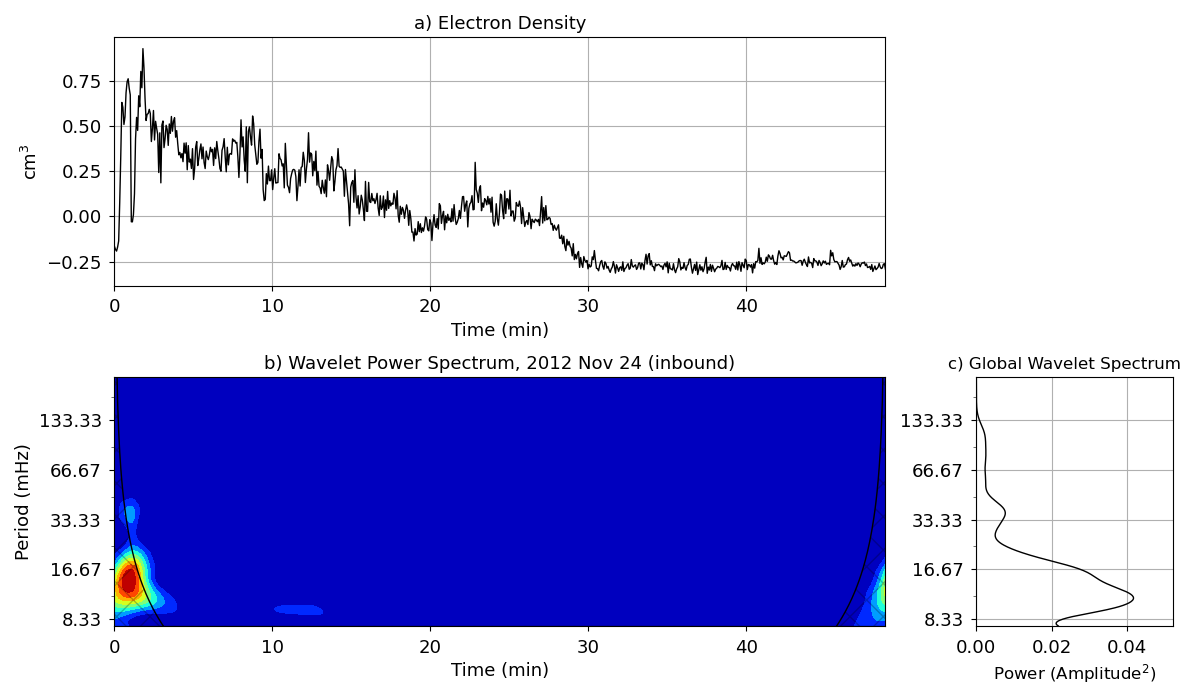 a) Electron Density
cm³
0.75
0.50
0.25
0.00
−0.25
0 10 20 30 40
Time (min)
b) Wavelet Power Spectrum, 2012 Nov 24 (inbound)
Period (mHz)
133.33
66.67
33.33
16.67
8.33
0 10 20 30 40
Time (min)
c) Global Wavelet Spectrum
133.33
66.67
33.33
16.67
8.33
0.00 0.02 0.04
Power (Amplitude²)